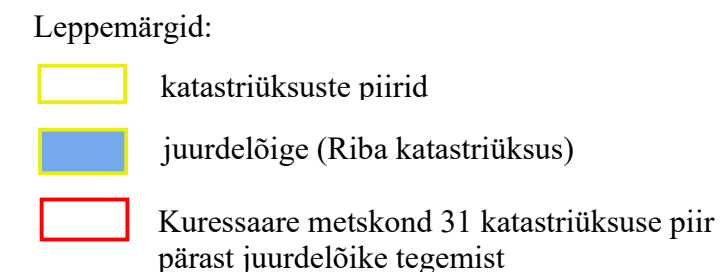 Leppemärgid:
katastriüksuste piirid
juurdelõige (Riba katastriüksus)
Kuressaare metskond 31 katastriüksuse piir
pärast juurdelõike tegemist